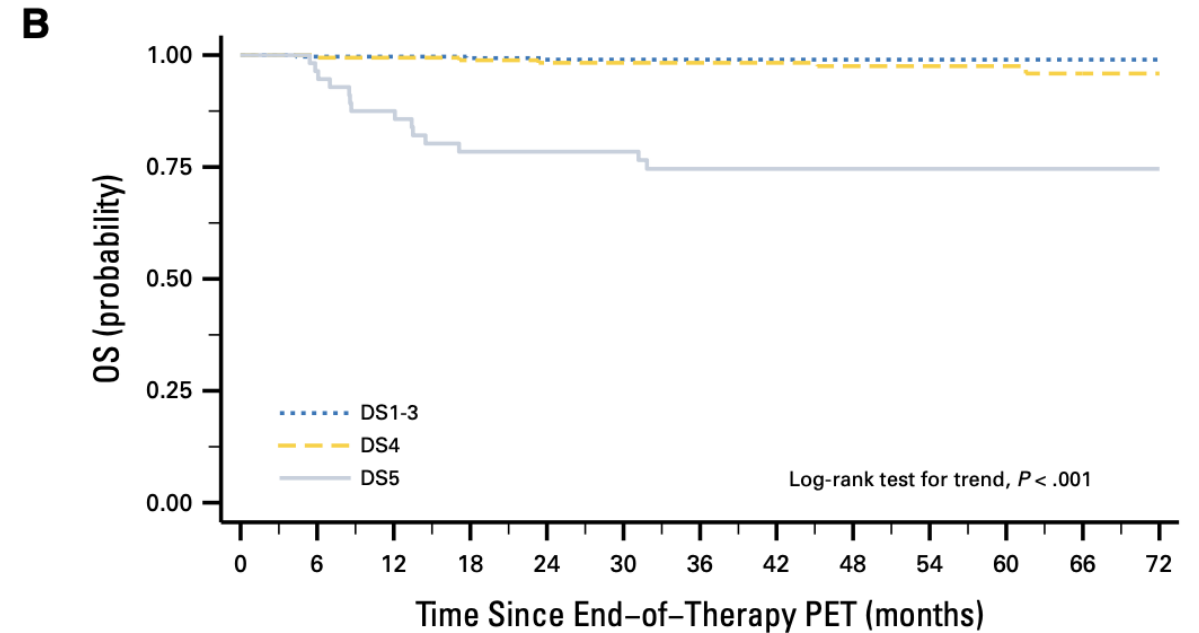 B
1.00
0.75
0.50
0.25
0.00
OS (probability)
DS1-3
DS4
DS5
Log-rank test for trend, P < .001
0 6 12 18 24 30 36 42 48 54 60 66 72
Time Since End–of–Therapy PET (months)